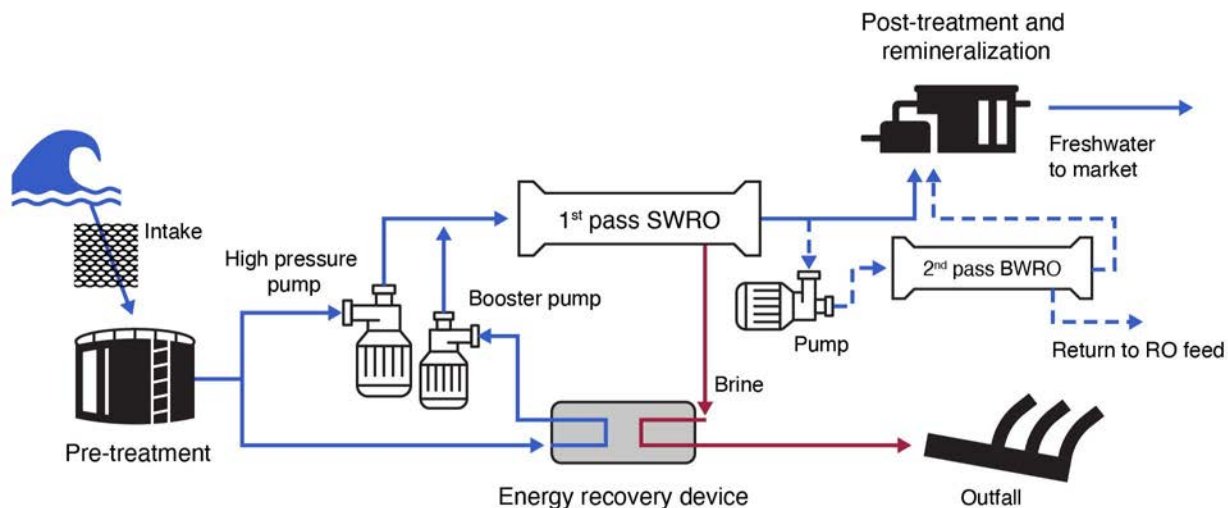 Post-treatment and
remineralization
Freshwater
to market
Intake
High pressure
pump
Booster pump
1st pass SWRO
2nd pass BWRO
Pump
Return to RO feed
Pre-treatment
Brine
Energy recovery device
Outfall